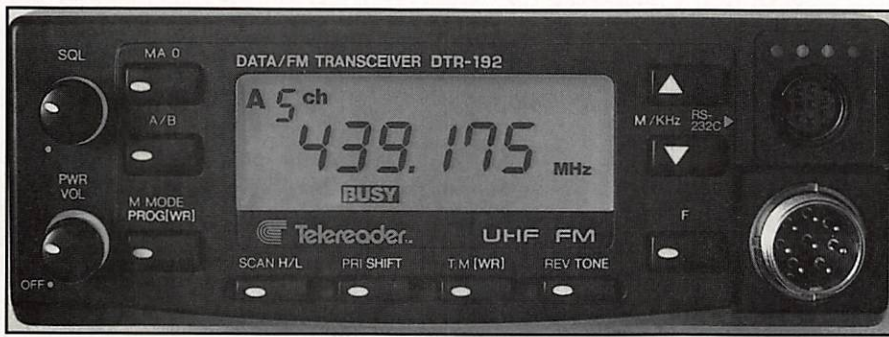 SQL
MA 0
DATA/FM TRANSCEIVER DTR-192
A 5 ch
439.175 MHz
BUSY
A/B
M/KHz
RS-
232C ▶
PWR
VOL
M MODE
PROG[WR]
OFF
Telereader
UHF FM
F
SCAN H/L
PRI SHIFT
T.M [WR]
REV TONE